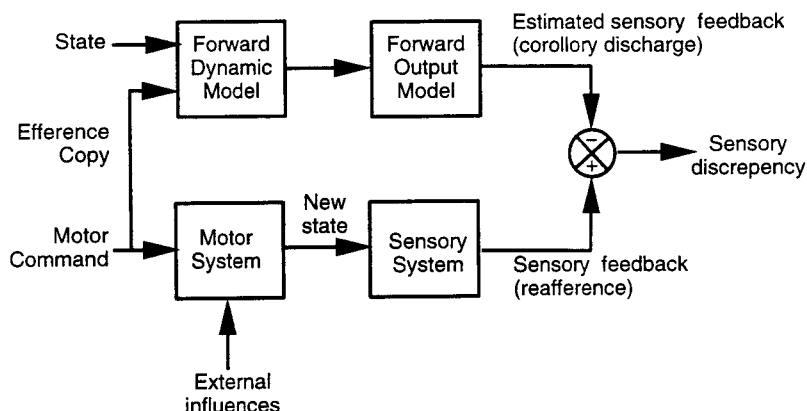 State
Forward
Dynamic
Model
Forward
Output
Model
Estimated sensory feedback
(corollory discharge)
Efference
Copy
−
+
Sensory
discrepency
Motor
Command
Motor
System
New
state
Sensory
System
Sensory feedback
(reafference)
External
influences